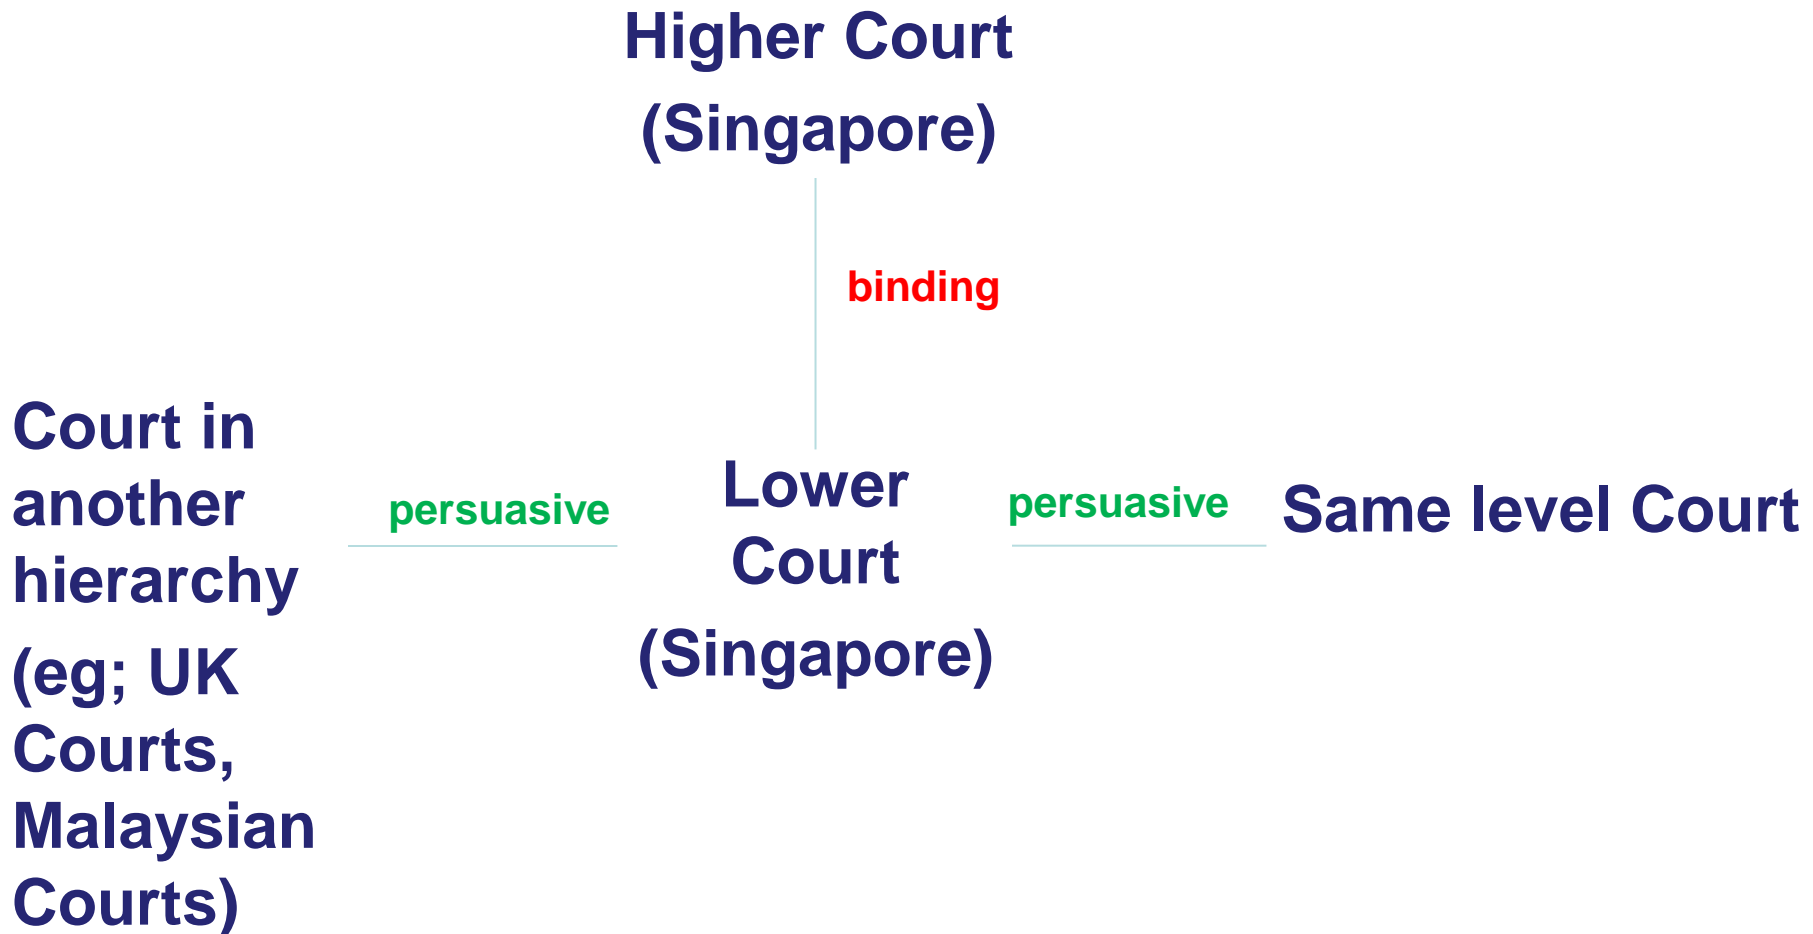 Higher Court
(Singapore)
binding
Court in
another
hierarchy
(eg; UK
Courts,
Malaysian
Courts)
persuasive
Lower
Court
(Singapore)
persuasive
Same level Court